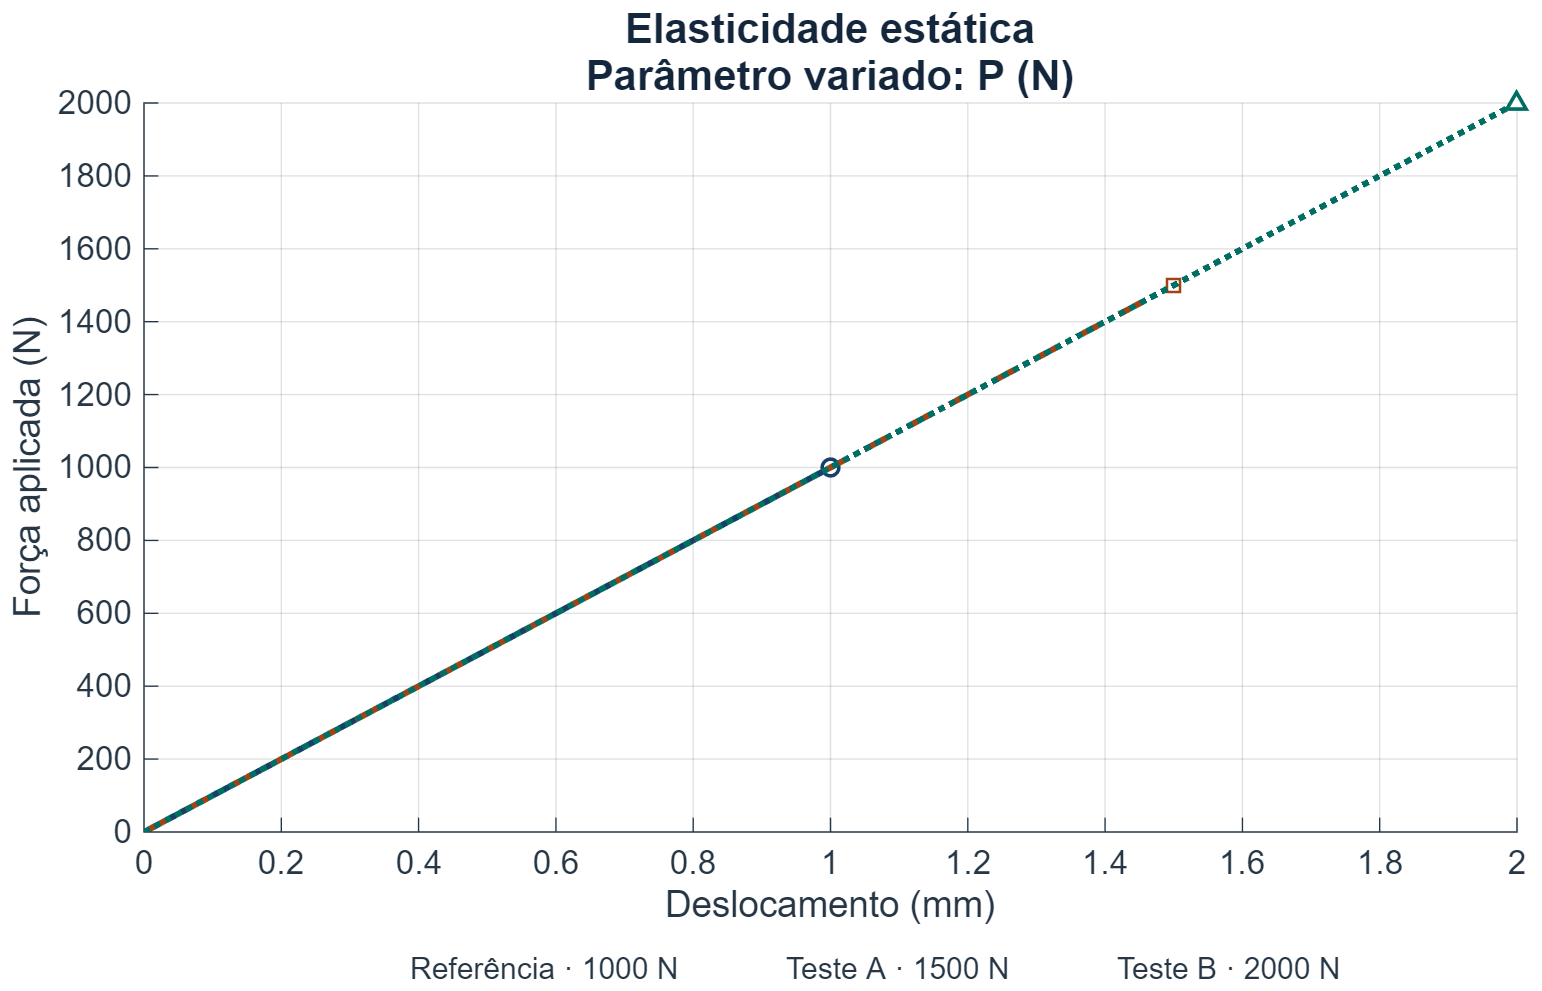 Elasticidade estática
Parâmetro variado: P (N)
2000
1800
1600
1400
1200
1000
800
600
400
200
0
Força aplicada (N)
0 0.2 0.4 0.6 0.8 1 1.2 1.4 1.6 1.8 2
Deslocamento (mm)
Referência · 1000 N Teste A · 1500 N Teste B · 2000 N